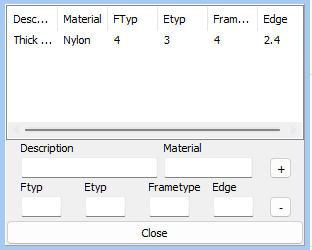 Desc... Material FTyp Etyp Fram... Edge
Thick ... Nylon 4 3 4 2.4
Description Material
+
Ftyp Etyp Frametype Edge
-
Close